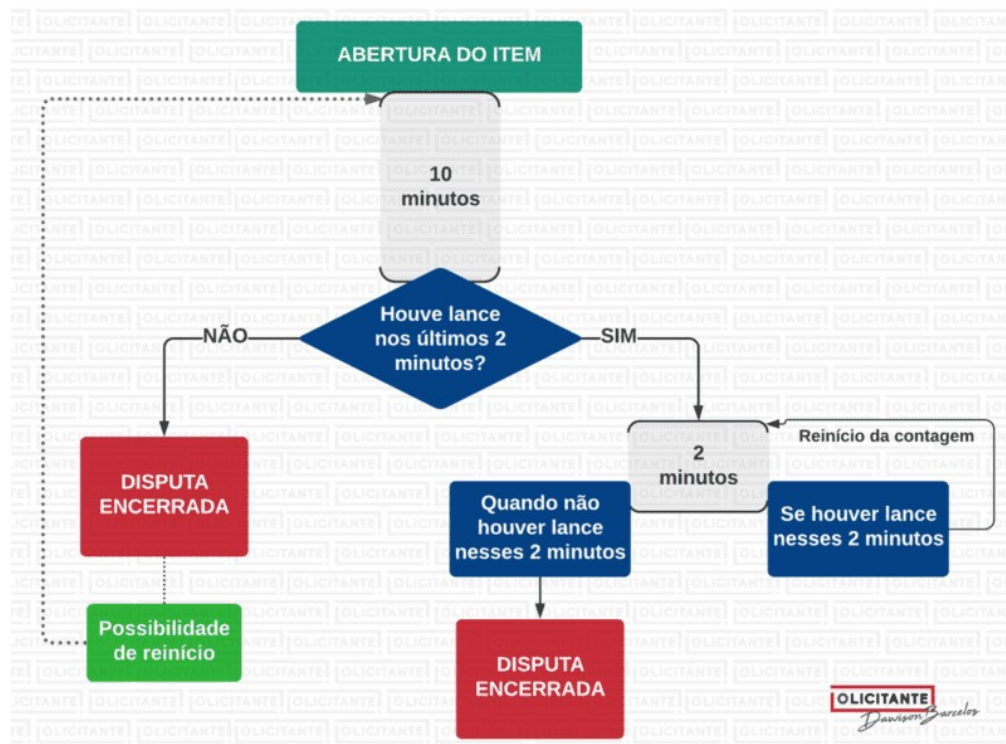 ABERTURA DO ITEM
10
minutos
Houve lance
nos últimos 2
minutos?
NÃO
SIM
DISPUTA
ENCERRADA
Possibilidade
de reinício
2
minutos
Reinício da contagem
Quando não
houver lance
nesses 2 minutos
Se houver lance
nesses 2 minutos
DISPUTA
ENCERRADA
OLICITANTE
Dawison Barcelos